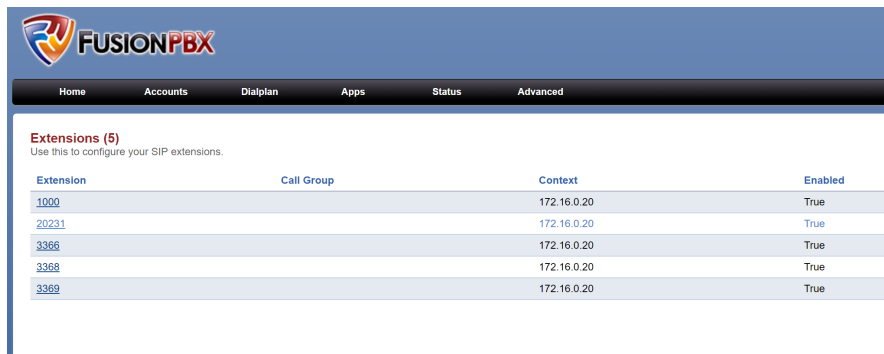 FUSIONPBX
Home Accounts Dialplan Apps Status Advanced
Extensions (5)
Use this to configure your SIP extensions.
Extension Call Group Context Enabled
1000 172.16.0.20 True
20231 172.16.0.20 True
3366 172.16.0.20 True
3368 172.16.0.20 True
3369 172.16.0.20 True